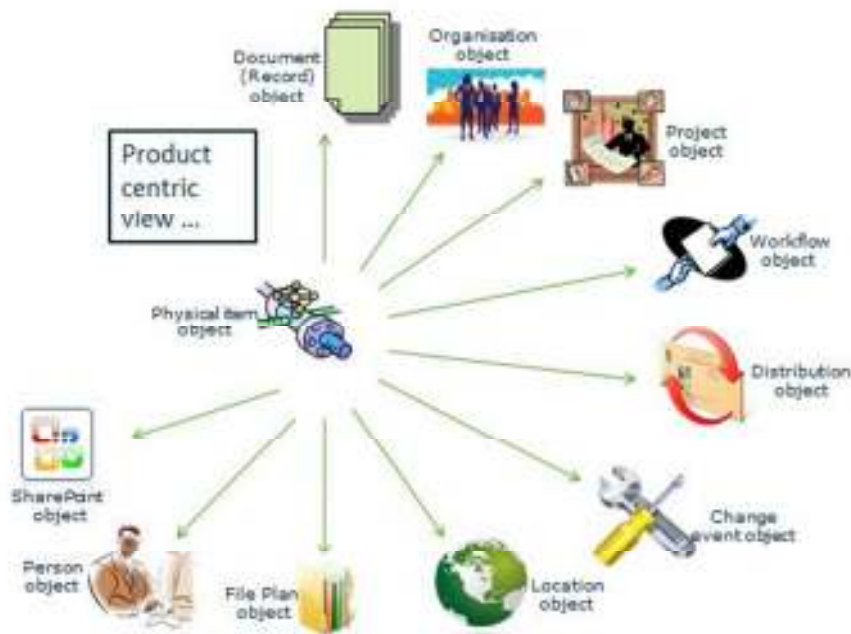 Document
(Record)
object
Organisation
object
Project
object
Product
centric
view ...
Workflow
object
Physical item
object
Distribution
object
SharePoint
object
Change
event object
Person
object
File Plan
object
Location
object